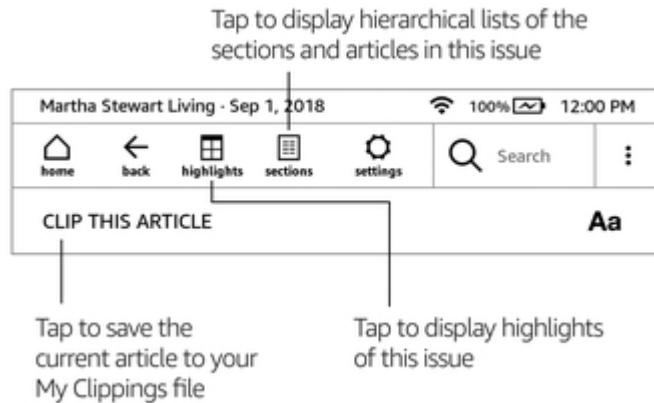 Tap to display hierarchical lists of the
sections and articles in this issue
Martha Stewart Living - Sep 1, 2018 100% 12:00 PM
home back highlights sections settings Search
CLIP THIS ARTICLE Aa
Tap to save the
current article to your
My Clippings file
Tap to display highlights
of this issue